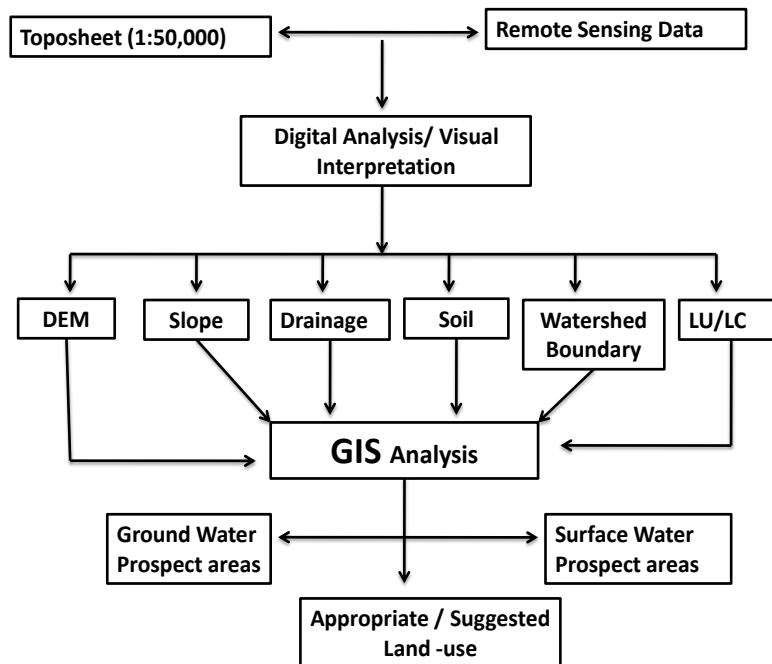 Toposheet (1:50,000)
Remote Sensing Data
Digital Analysis/ Visual
Interpretation
DEM
Slope
Drainage
Soil
Watershed
Boundary
LU/LC
GIS Analysis
Ground Water
Prospect areas
Surface Water
Prospect areas
Appropriate / Suggested
Land -use